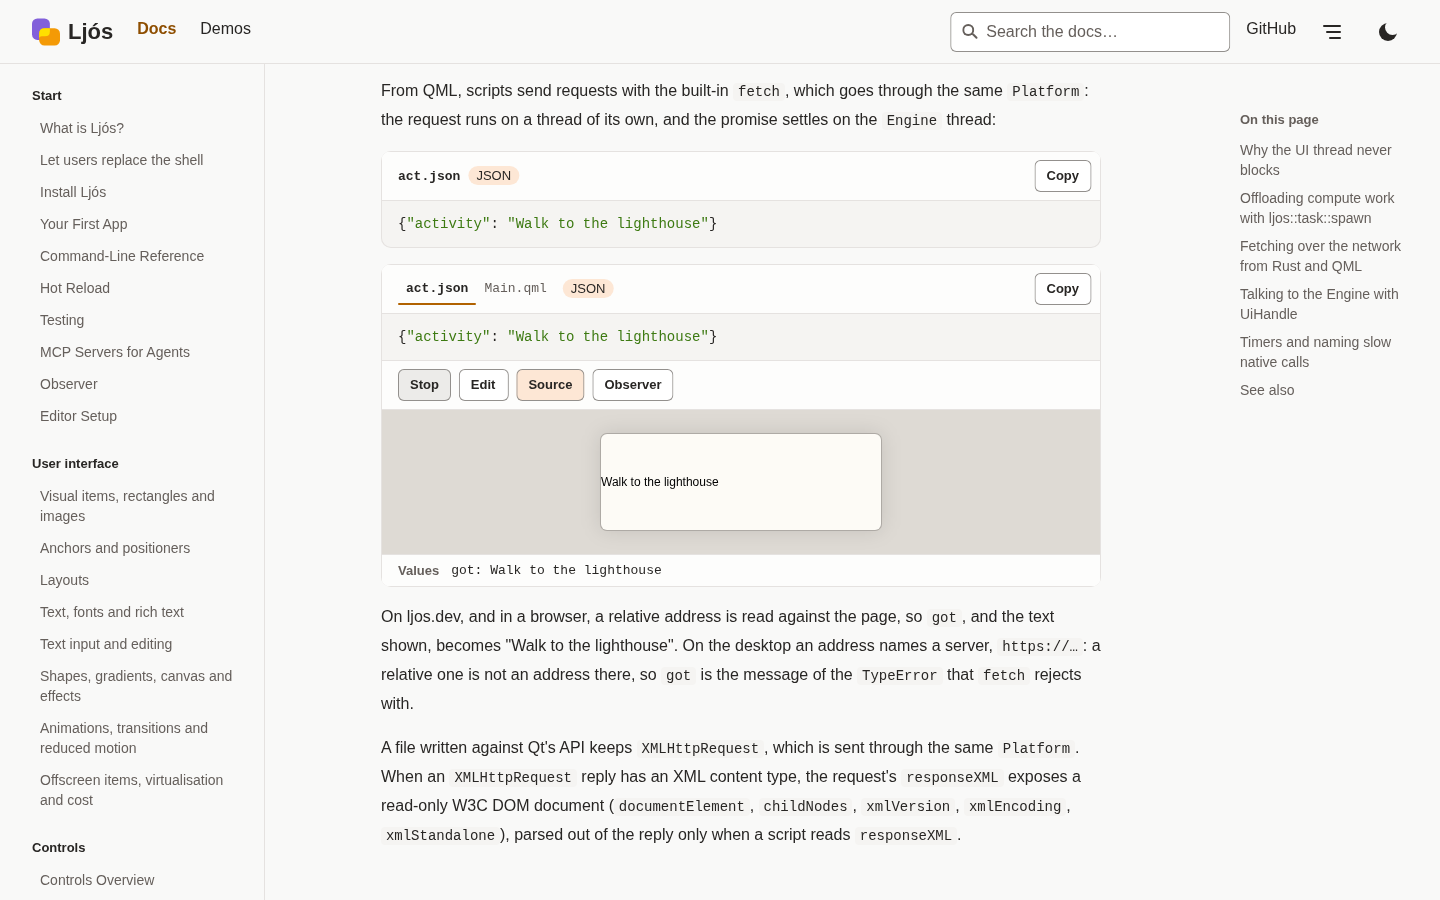 Ljós
Docs
Demos
Search the docs…
GitHub
Start
What is Ljós?
Let users replace the shell
Install Ljós
Your First App
Command-Line Reference
Hot Reload
Testing
MCP Servers for Agents
Observer
Editor Setup
User interface
Visual items, rectangles and
images
Anchors and positioners
Layouts
Text, fonts and rich text
Text input and editing
Shapes, gradients, canvas and
effects
Animations, transitions and
reduced motion
Offscreen items, virtualisation
and cost
Controls
Controls Overview
From QML, scripts send requests with the built-in fetch, which goes through the same Platform:
the request runs on a thread of its own, and the promise settles on the Engine thread:
act.json JSON Copy
{"activity": "Walk to the lighthouse"}
act.json Main.qml JSON Copy
{"activity": "Walk to the lighthouse"}
Stop Edit Source Observer
Walk to the lighthouse
Values got: Walk to the lighthouse
On ljos.dev, and in a browser, a relative address is read against the page, so got, and the text
shown, becomes "Walk to the lighthouse". On the desktop an address names a server, https://…: a
relative one is not an address there, so got is the message of the TypeError that fetch rejects
with.
A file written against Qt's API keeps XMLHttpRequest, which is sent through the same Platform.
When an XMLHttpRequest reply has an XML content type, the request's responseXML exposes a
read-only W3C DOM document (documentElement, childNodes, xmlVersion, xmlEncoding,
xmlStandalone), parsed out of the reply only when a script reads responseXML.
On this page
Why the UI thread never
blocks
Offloading compute work
with ljos::task::spawn
Fetching over the network
from Rust and QML
Talking to the Engine with
UiHandle
Timers and naming slow
native calls
See also